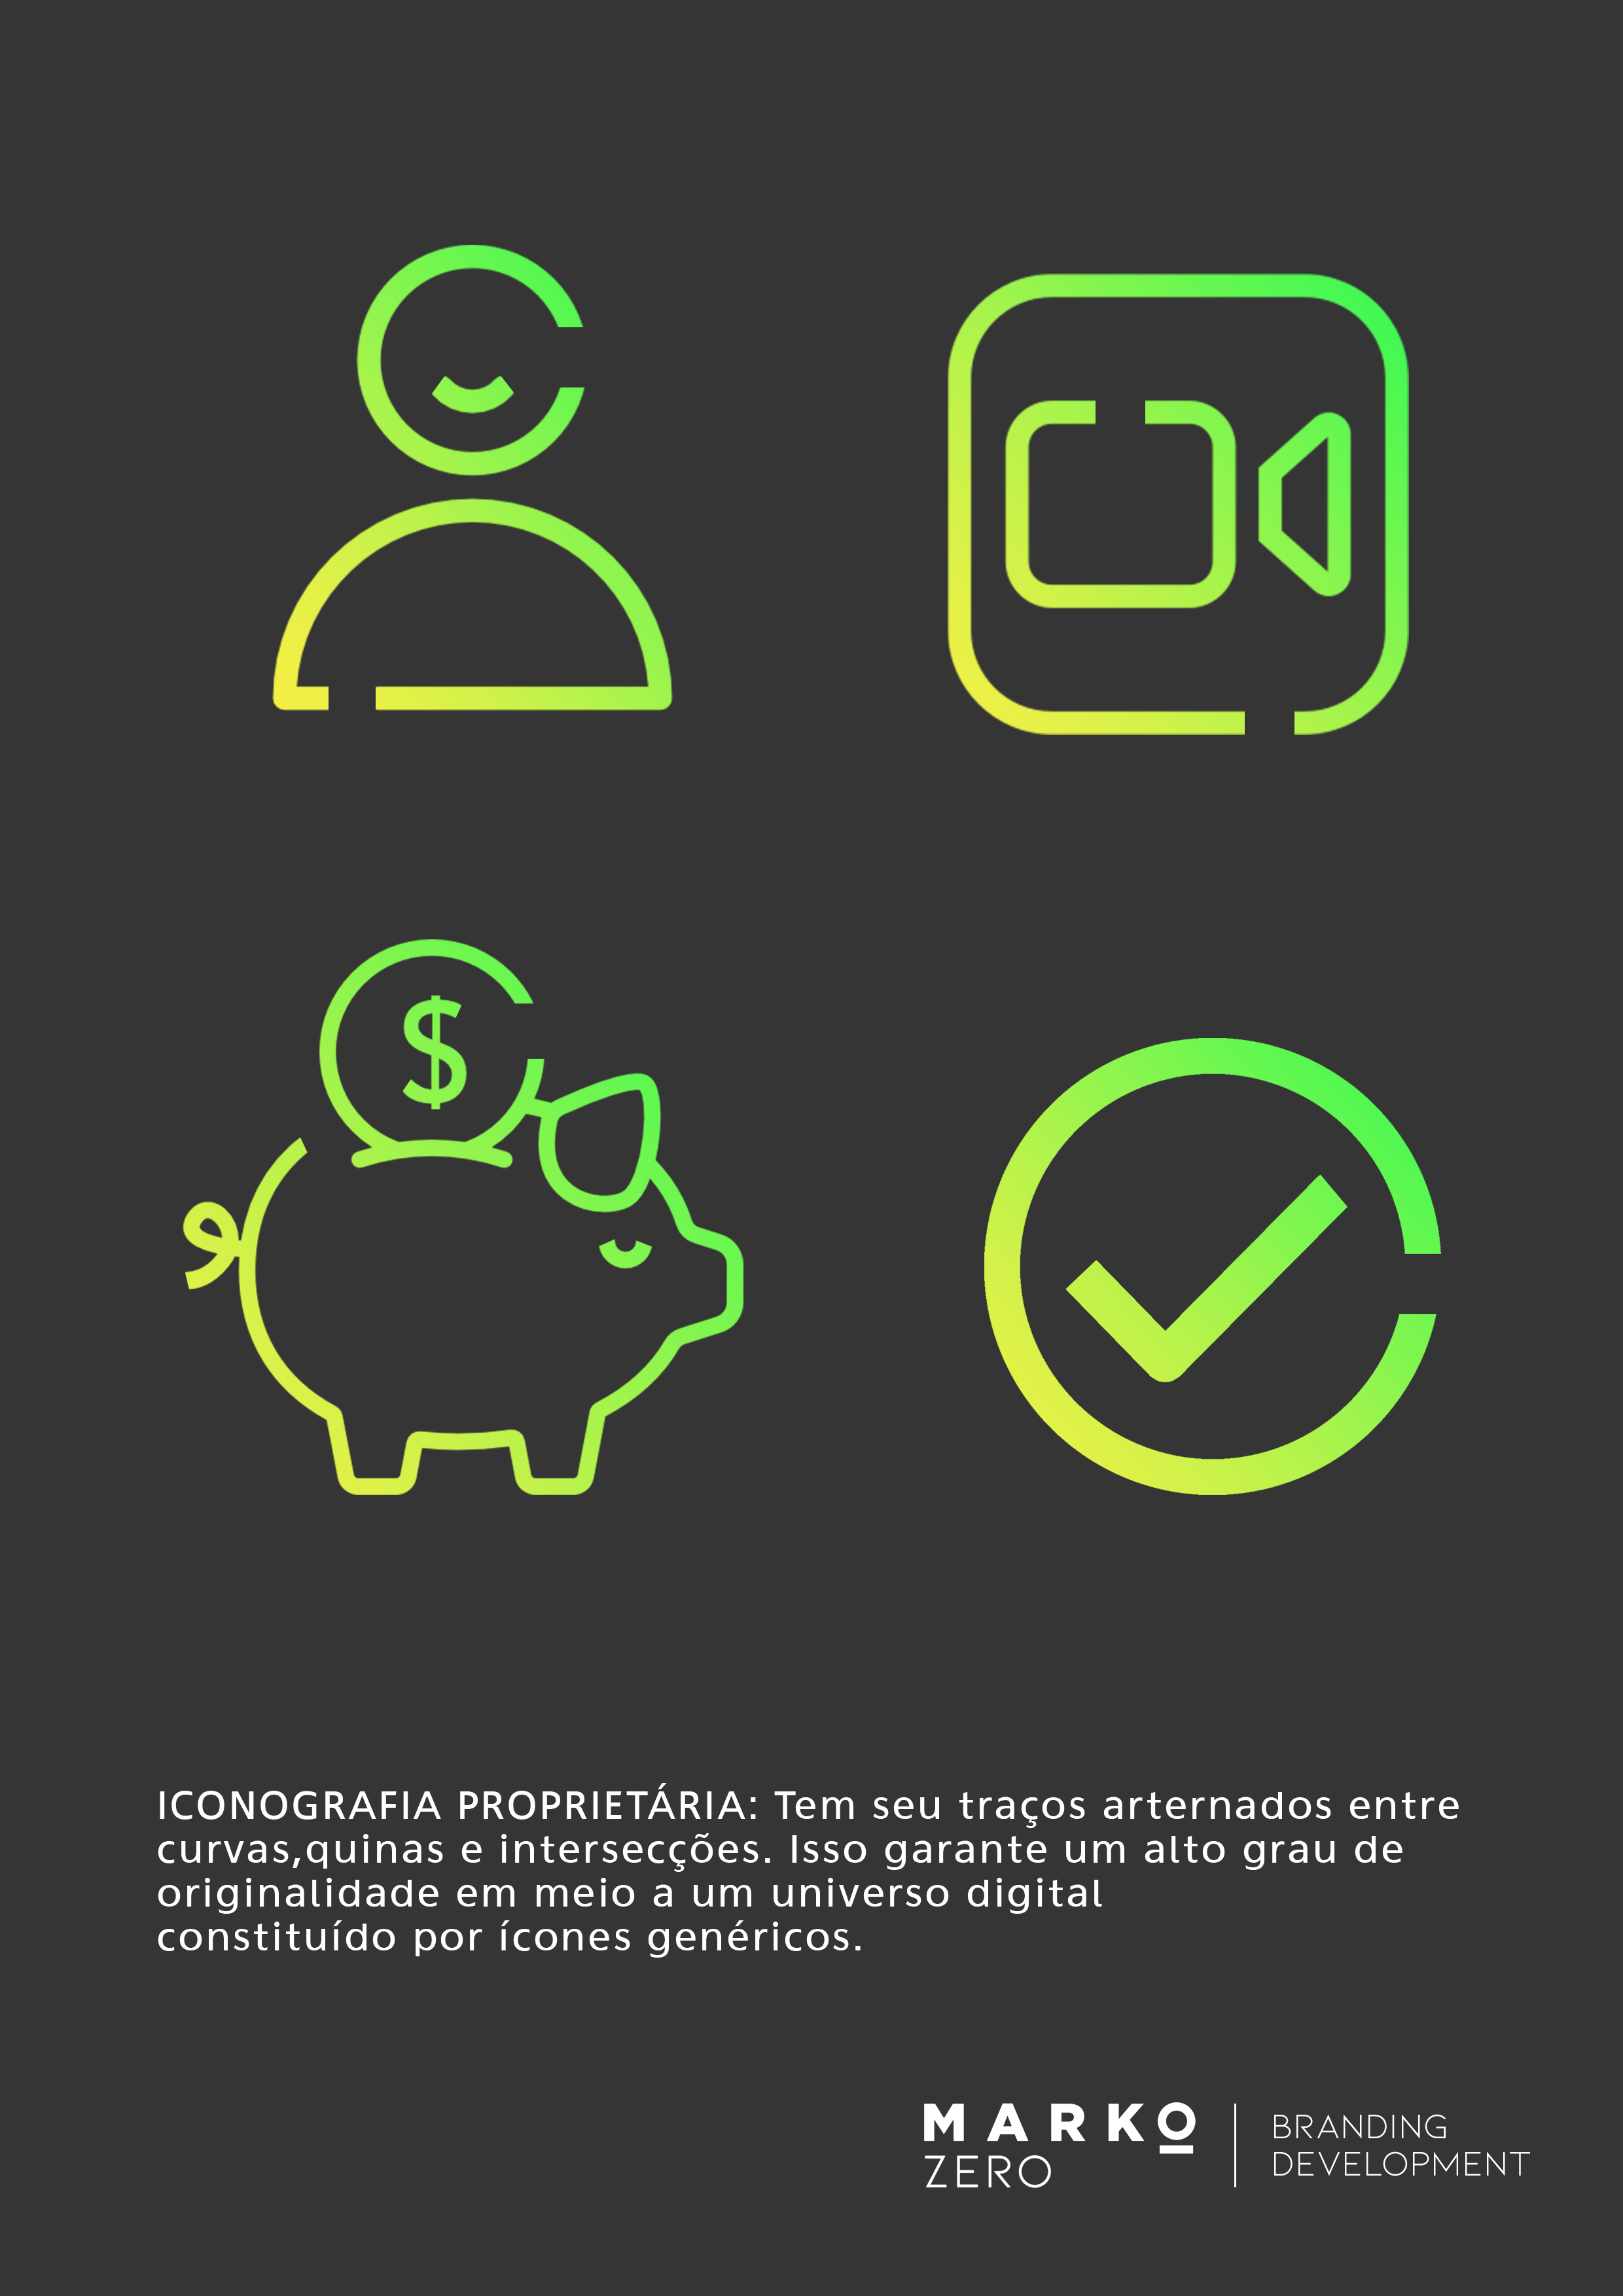 $
ICONOGRAFIA PROPRIETÁRIA: Tem seu traços arternados entre
curvas,quinas e intersecções. Isso garante um alto grau de
originalidade em meio a um universo digital
constituído por ícones genéricos.
MARKO
ZERO
BRANDING
DEVELOPMENT